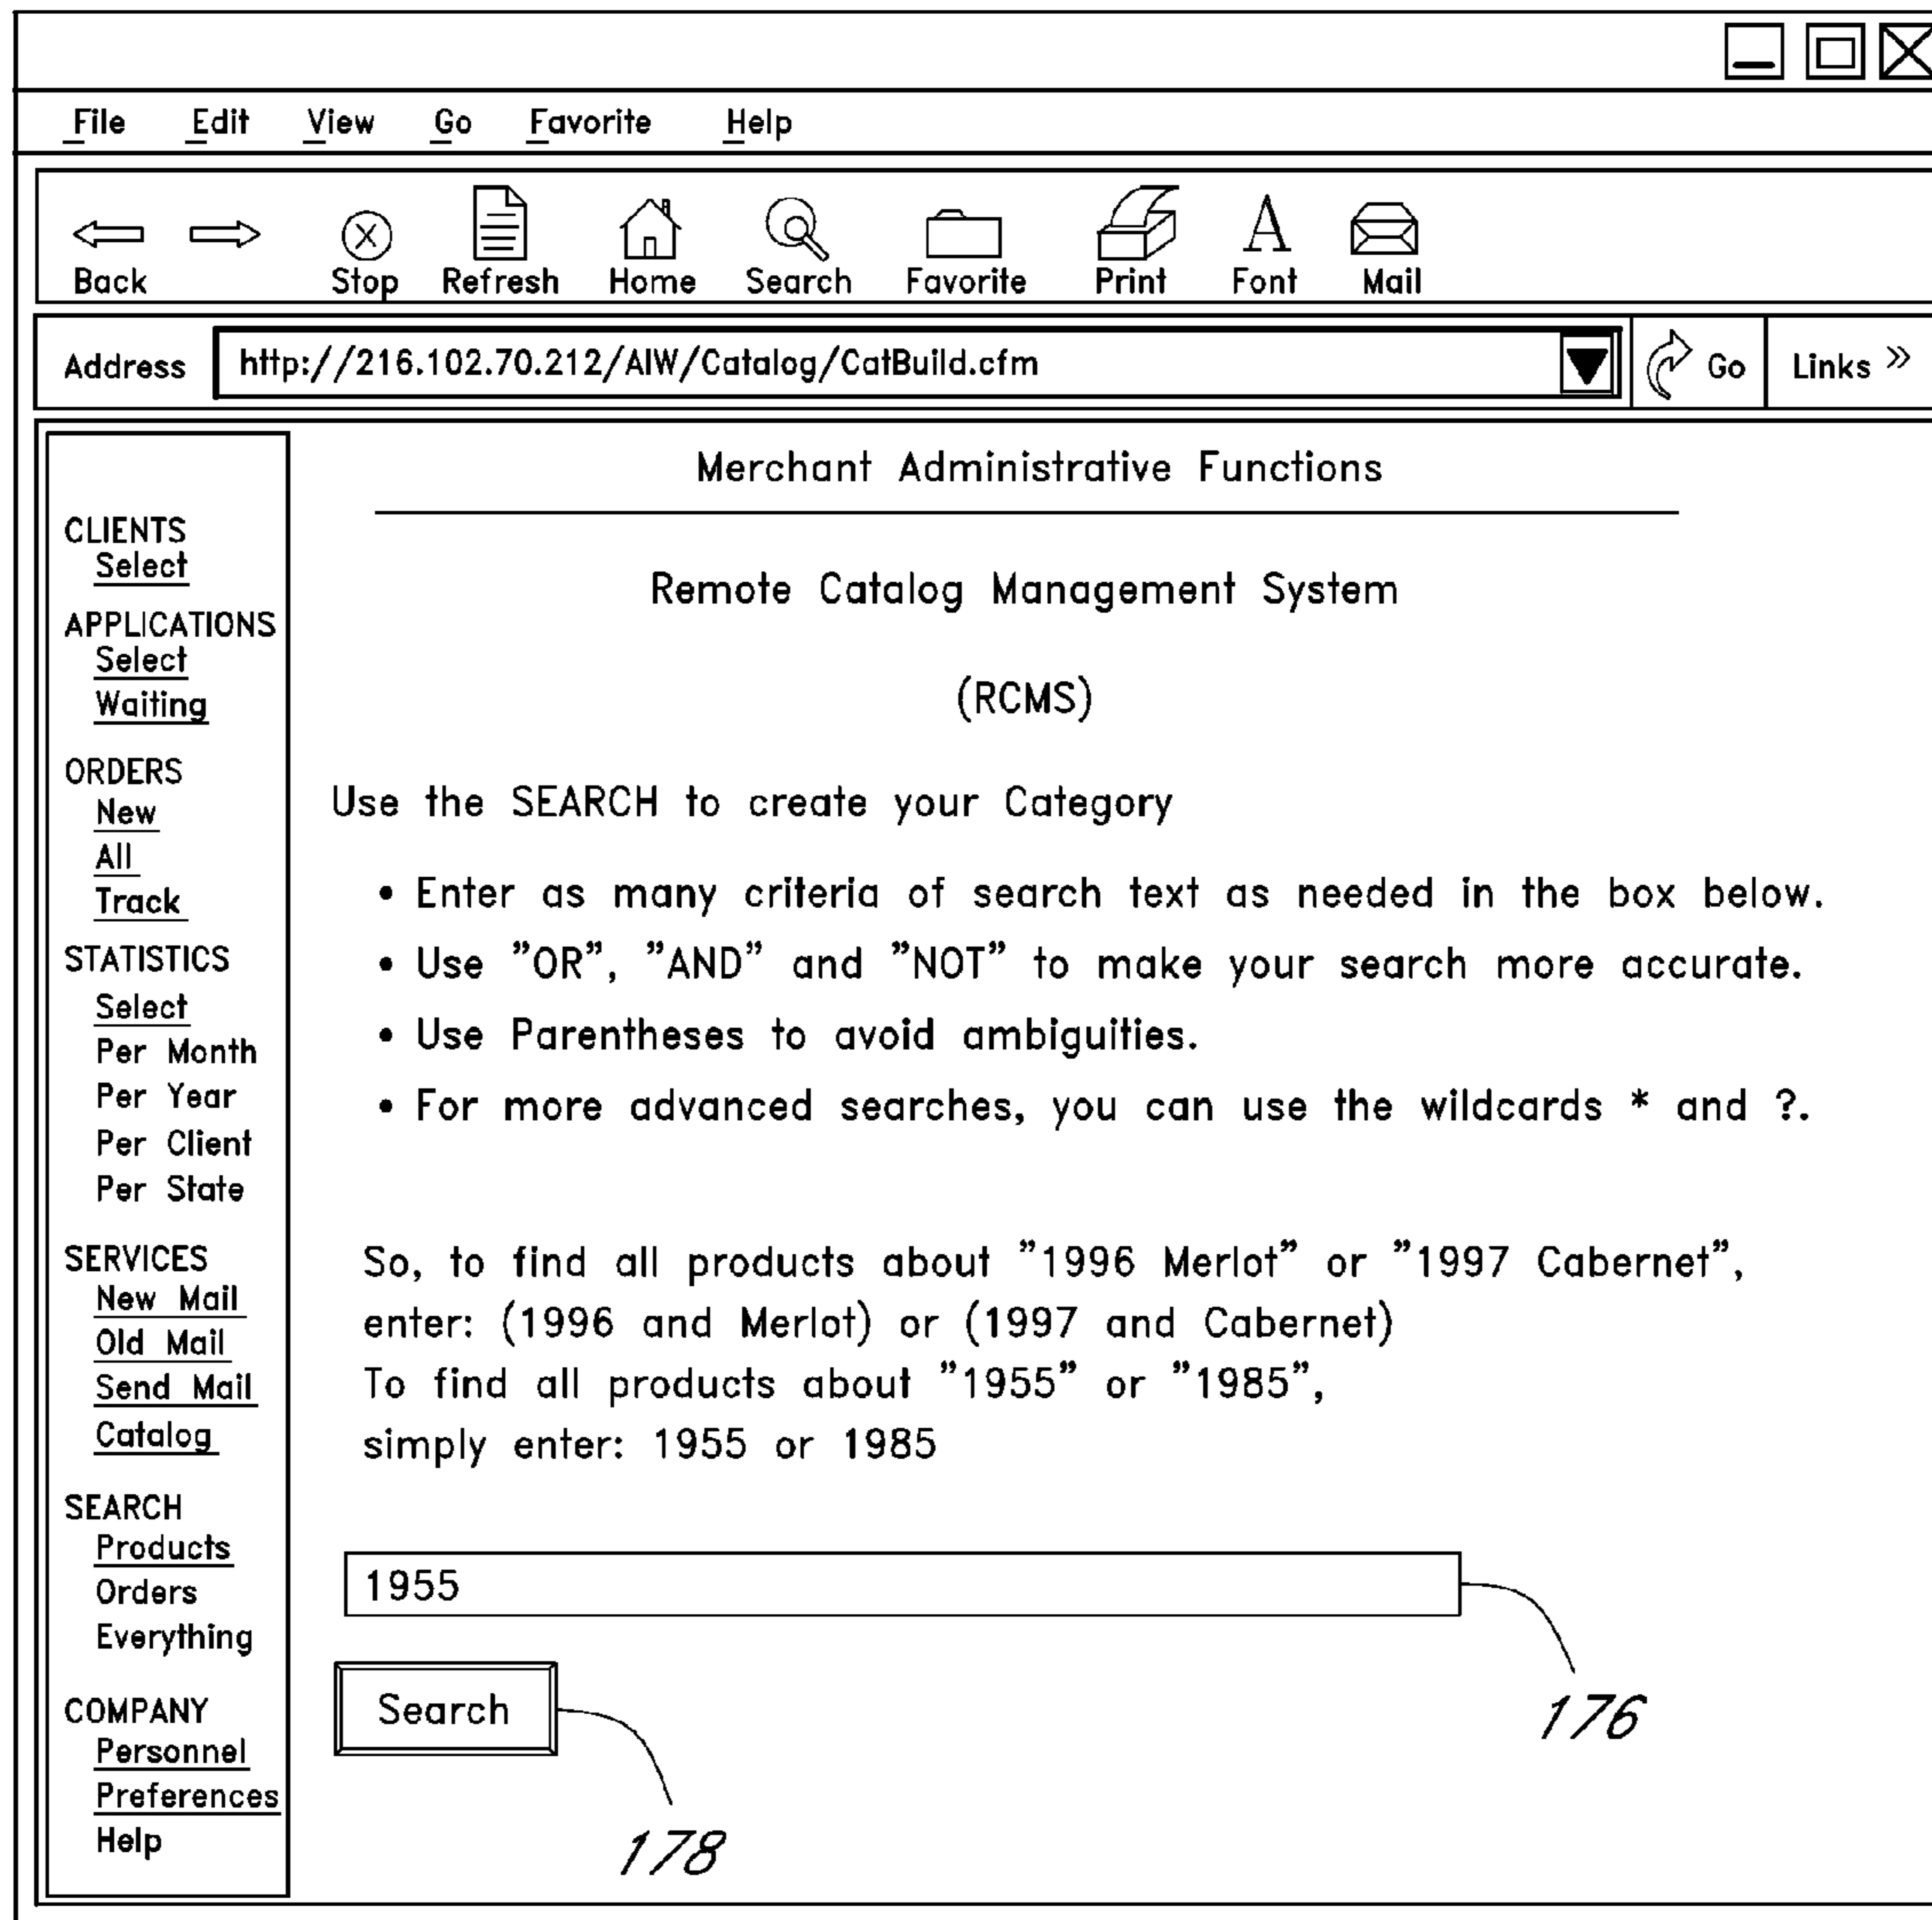 File Edit View Go Favorite Help
Back Stop Refresh Home Search Favorite Print Font Mail
Address http://216.102.70.212/AIW/Catalog/CatBuild.cfm Go Links »
CLIENTS
Select
APPLICATIONS
Select
Waiting
ORDERS
New
All
Track
STATISTICS
Select
Per Month
Per Year
Per Client
Per State
SERVICES
New Mail
Old Mail
Send Mail
Catalog
SEARCH
Products
Orders
Everything
COMPANY
Personnel
Preferences
Help
Merchant Administrative Functions
Remote Catalog Management System
(RCMS)
Use the SEARCH to create your Category
• Enter as many criteria of search text as needed in the box below.
• Use "OR", "AND" and "NOT" to make your search more accurate.
• Use Parentheses to avoid ambiguities.
• For more advanced searches, you can use the wildcards * and ?.
So, to find all products about "1996 Merlot" or "1997 Cabernet",
enter: (1996 and Merlot) or (1997 and Cabernet)
To find all products about "1955" or "1985",
simply enter: 1955 or 1985
1955
176
Search
178